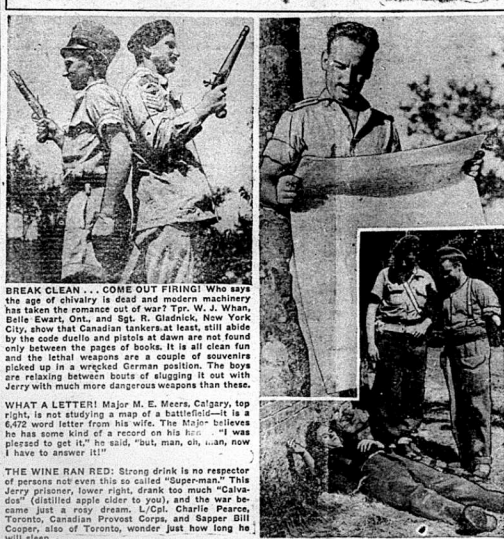 BREAK CLEAN . . . COME OUT FIRING! Who says
the age of chivalry is dead and modern machinery
has taken the romance out of war? Tpr. W. J. Whan,
Belle Ewart, Ont., and Sgt. R. Gladnick, New York
City, show that Canadian tankers at least, still abide
by the code duello and pistols at dawn are not found
only between the pages of books. It is all clean fun
and the lethal weapons are a couple of souvenirs
picked up in a wrecked German position. The boys
are relaxing between bouts of slugging it out with
Jerry with much more dangerous weapons than these.
WHAT A LETTER! Major M. E. Meers, Calgary, top
right, is not studying a map of a battlefield—it is a
6,472 word letter from his wife. The Major believes
he has some kind of a record on his "I was
pleased to get it," he said, "but, man, oh, man, now
I have to answer it!"
THE WINE RAN RED: Strong drink is no respector
of persons not even this so called "Super-man." This
Jerry prisoner, lower right, drank too much "Calva-
dos" (distilled apple cider to you), and the war be-
came just a rosy dream. L/Cpl. Charlie Pearce,
Toronto, Canadian Provost Corps, and Sapper Bill
Cooper, also of Toronto, wonder just how long he
will sleep.